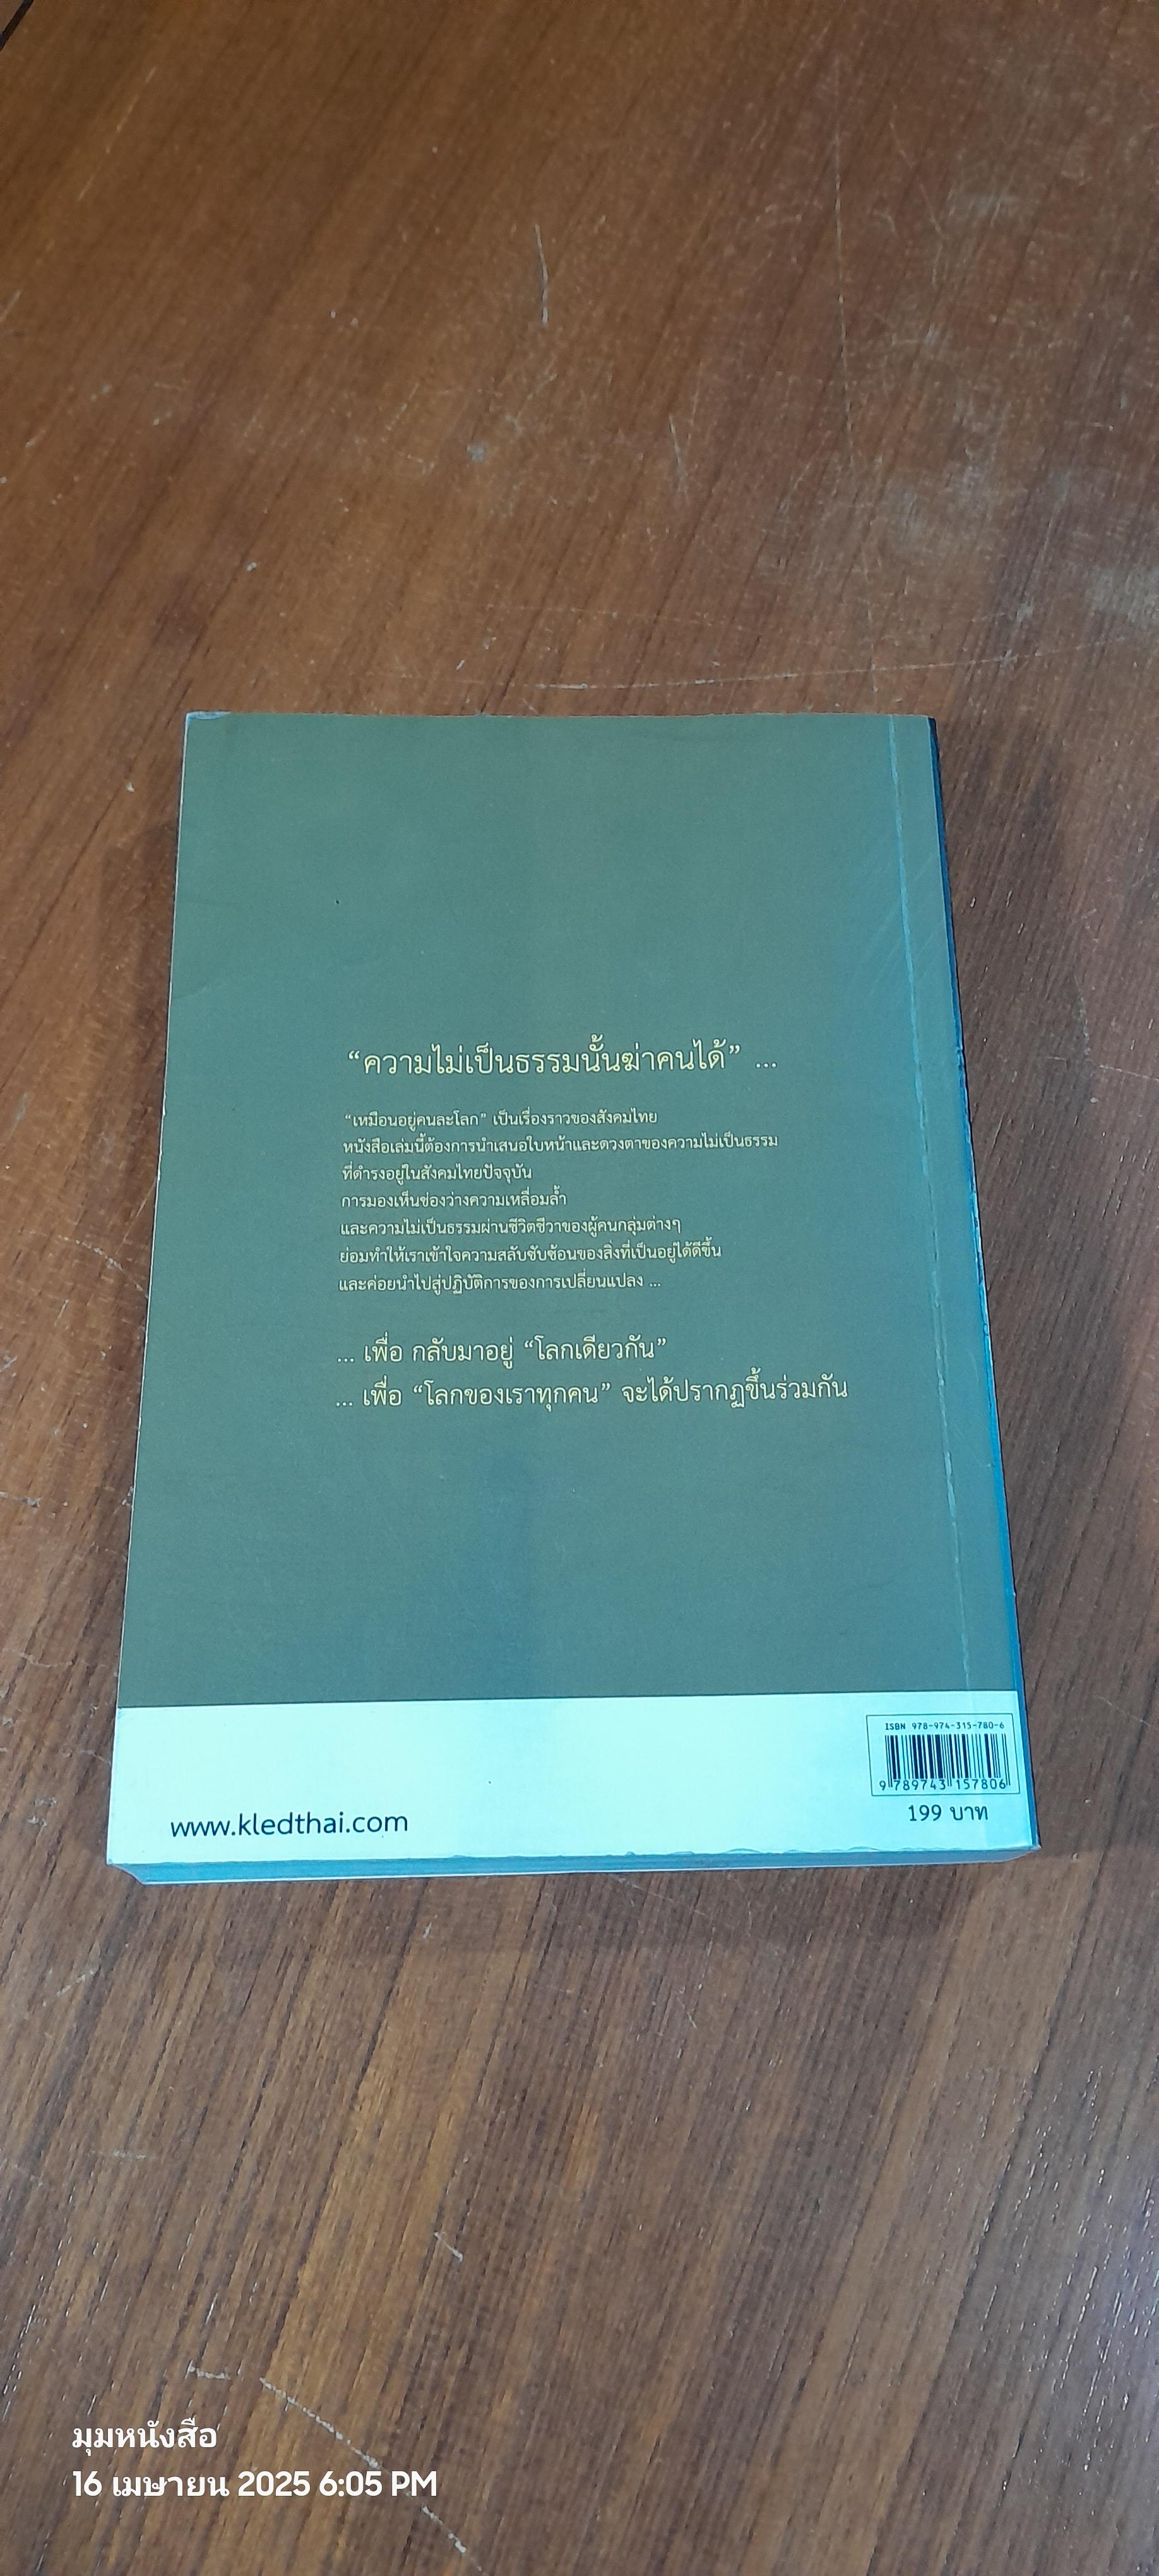 “ความไม่เป็นธรรมนั้นฆ่าคนได้” ...
“เหมือนอยู่คนละโลก” เป็นเรื่องราวของสังคมไทย
หนังสือเล่มนี้ต้องการนำเสนอใบหน้าและดวงตาของความไม่เป็นธรรม
ที่ดำรงอยู่ในสังคมไทยปัจจุบัน
การมองเห็นช่องว่างความเหลื่อมล้ำ
และความไม่เป็นธรรมผ่านชีวิตชีวาของผู้คนกลุ่มต่างๆ
ย่อมทำให้เราเข้าใจความสลับซับซ้อนของสิ่งที่เป็นอยู่ได้ดีขึ้น
และค่อยนำไปสู่ปฏิบัติการของการเปลี่ยนแปลง ...
... เพื่อ กลับมาอยู่ “โลกเดียวกัน”
... เพื่อ “โลกของเราทุกคน” จะได้ปรากฏขึ้นร่วมกัน
ISBN 978-974-315-780-6
9 789743 157806
199 บาท
www.kledthai.com
มุมหนังสือ
16 เมษายน 2025 6:05 PM